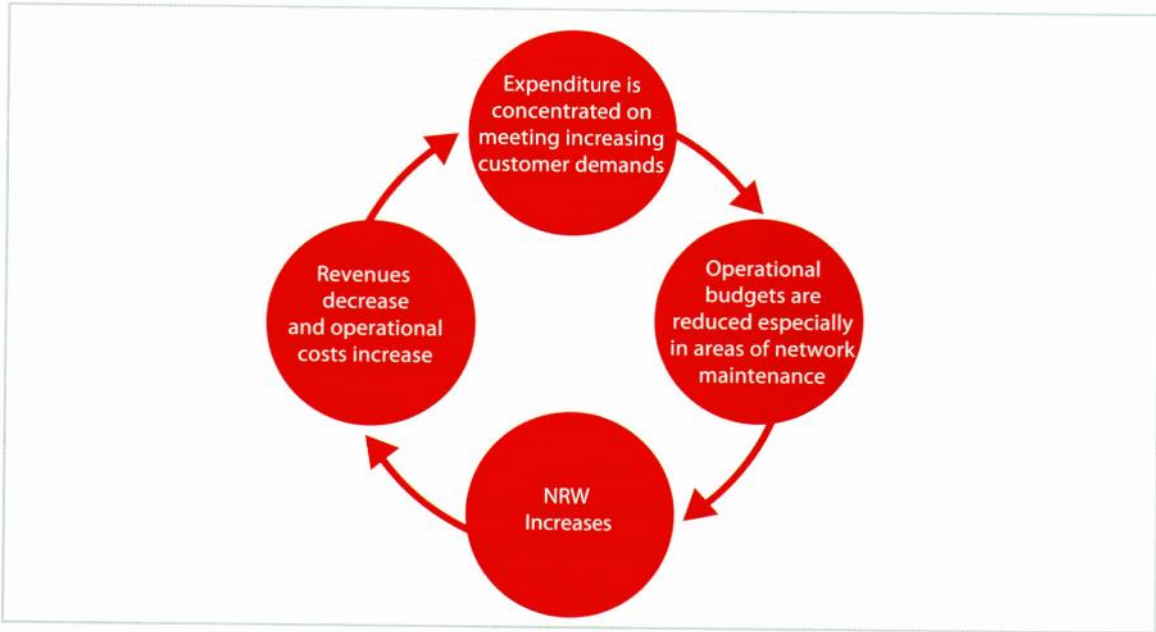 Expenditure is
concentrated on
meeting increasing
customer demands
Operational
budgets are
reduced especially
in areas of network
maintenance
NRW
Increases
Revenues
decrease
and operational
costs increase